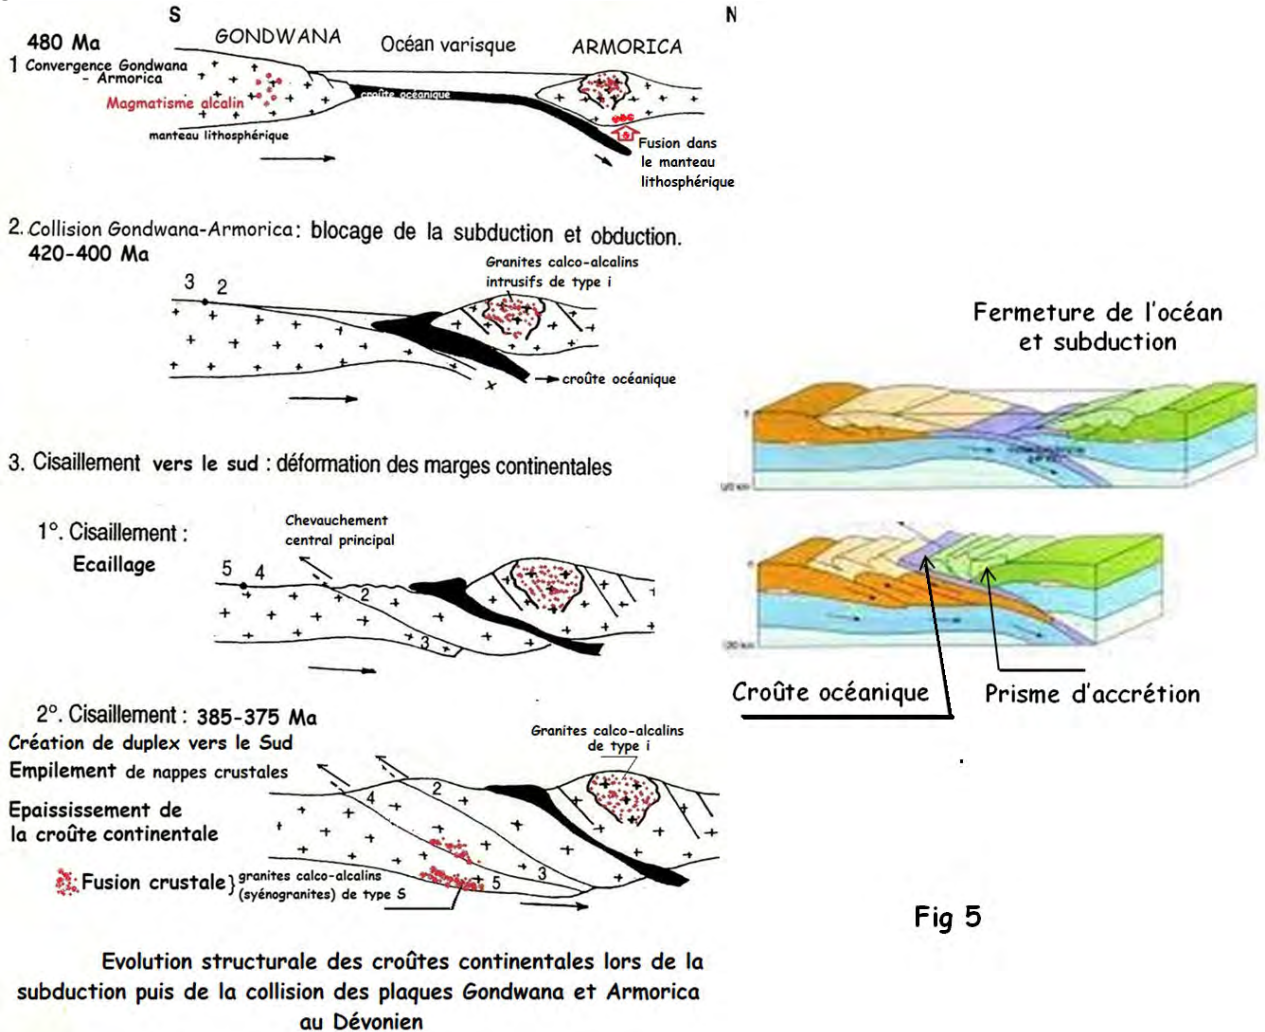 S
N
480 Ma
GONDWANA
Océan varisque
ARMORICA
1 Convergence Gondwana
- Armorica
Magmatisme alcalin
croûte océanique
manteau lithosphérique
Fusion dans
le manteau
lithosphérique
2. Collision Gondwana-Armorica: blocage de la subduction et obduction.
420-400 Ma
Granites calco-alcalins
intrusifs de type i
3 2
croûte océanique
Fermeture de l'océan
et subduction
3. Cisaillement vers le sud : déformation des marges continentales
1°. Cisaillement :
Ecaillage
Chevauchement
central principal
5 4
2
3
Croûte océanique
Prisme d'accrétion
2°. Cisaillement : 385-375 Ma
Création de duplex vers le Sud
Empilement de nappes crustales
Granites calco-alcalins
de type i
4
2
Epaississement de
la croûte continentale
3
5
Fusion crustale} granites calco-alcalins
(syénogranites) de type S
Fig 5
Evolution structurale des croûtes continentales lors de la
subduction puis de la collision des plaques Gondwana et Armorica
au Dévonien